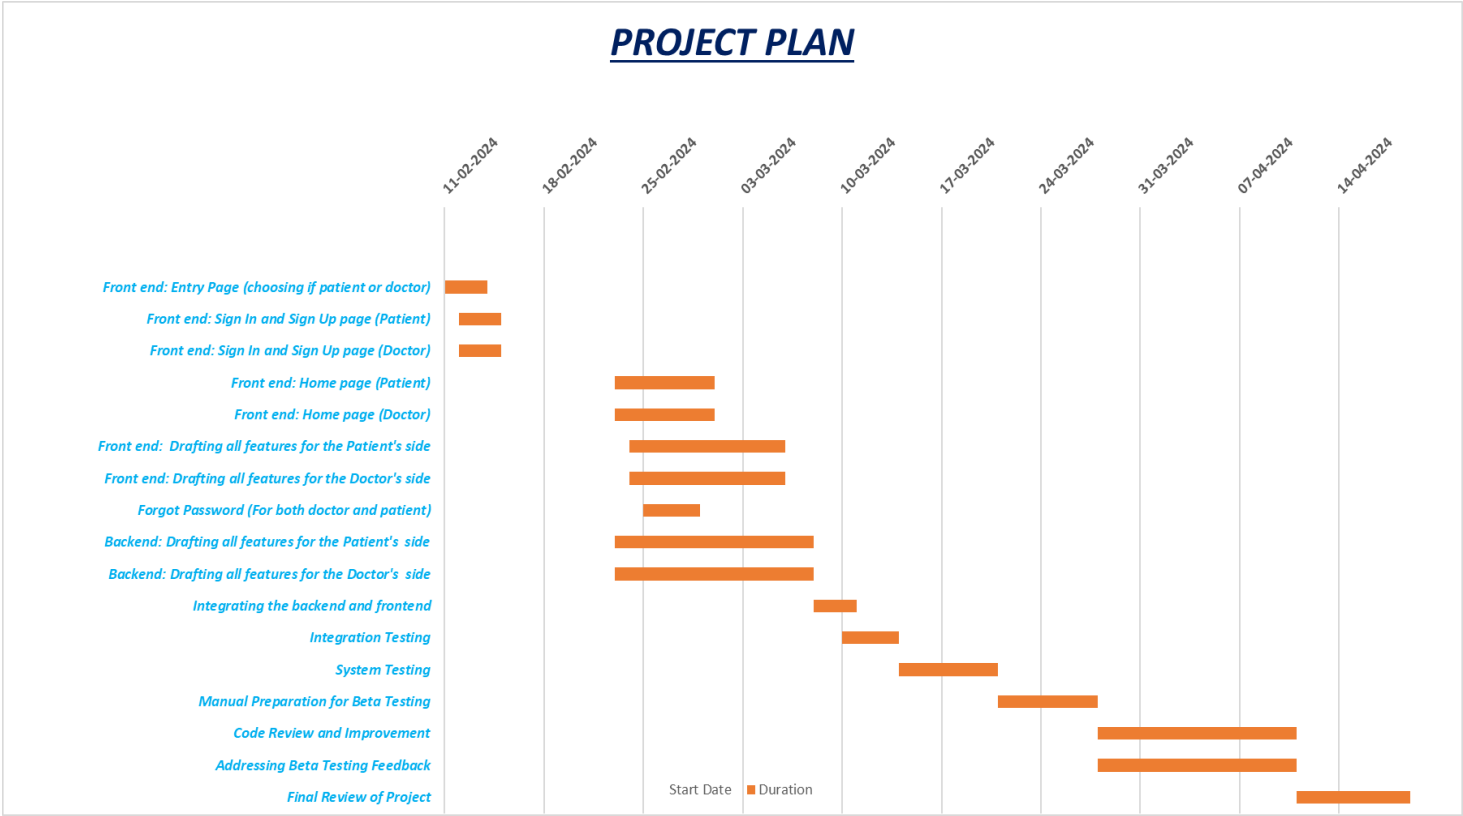 PROJECT PLAN
11-02-2024
18-02-2024
25-02-2024
03-03-2024
10-03-2024
17-03-2024
24-03-2024
31-03-2024
07-04-2024
14-04-2024
Front end: Entry Page (choosing if patient or doctor)
Front end: Sign In and Sign Up page (Patient)
Front end: Sign In and Sign Up page (Doctor)
Front end: Home page (Patient)
Front end: Home page (Doctor)
Front end:  Drafting all features for the Patient's side
Front end: Drafting all features for the Doctor's side
Forgot Password (For both doctor and patient)
Backend: Drafting all features for the Patient's  side
Backend: Drafting all features for the Doctor's  side
Integrating the backend and frontend
Integration Testing
System Testing
Manual Preparation for Beta Testing
Code Review and Improvement
Addressing Beta Testing Feedback
Final Review of Project
Start Date Duration